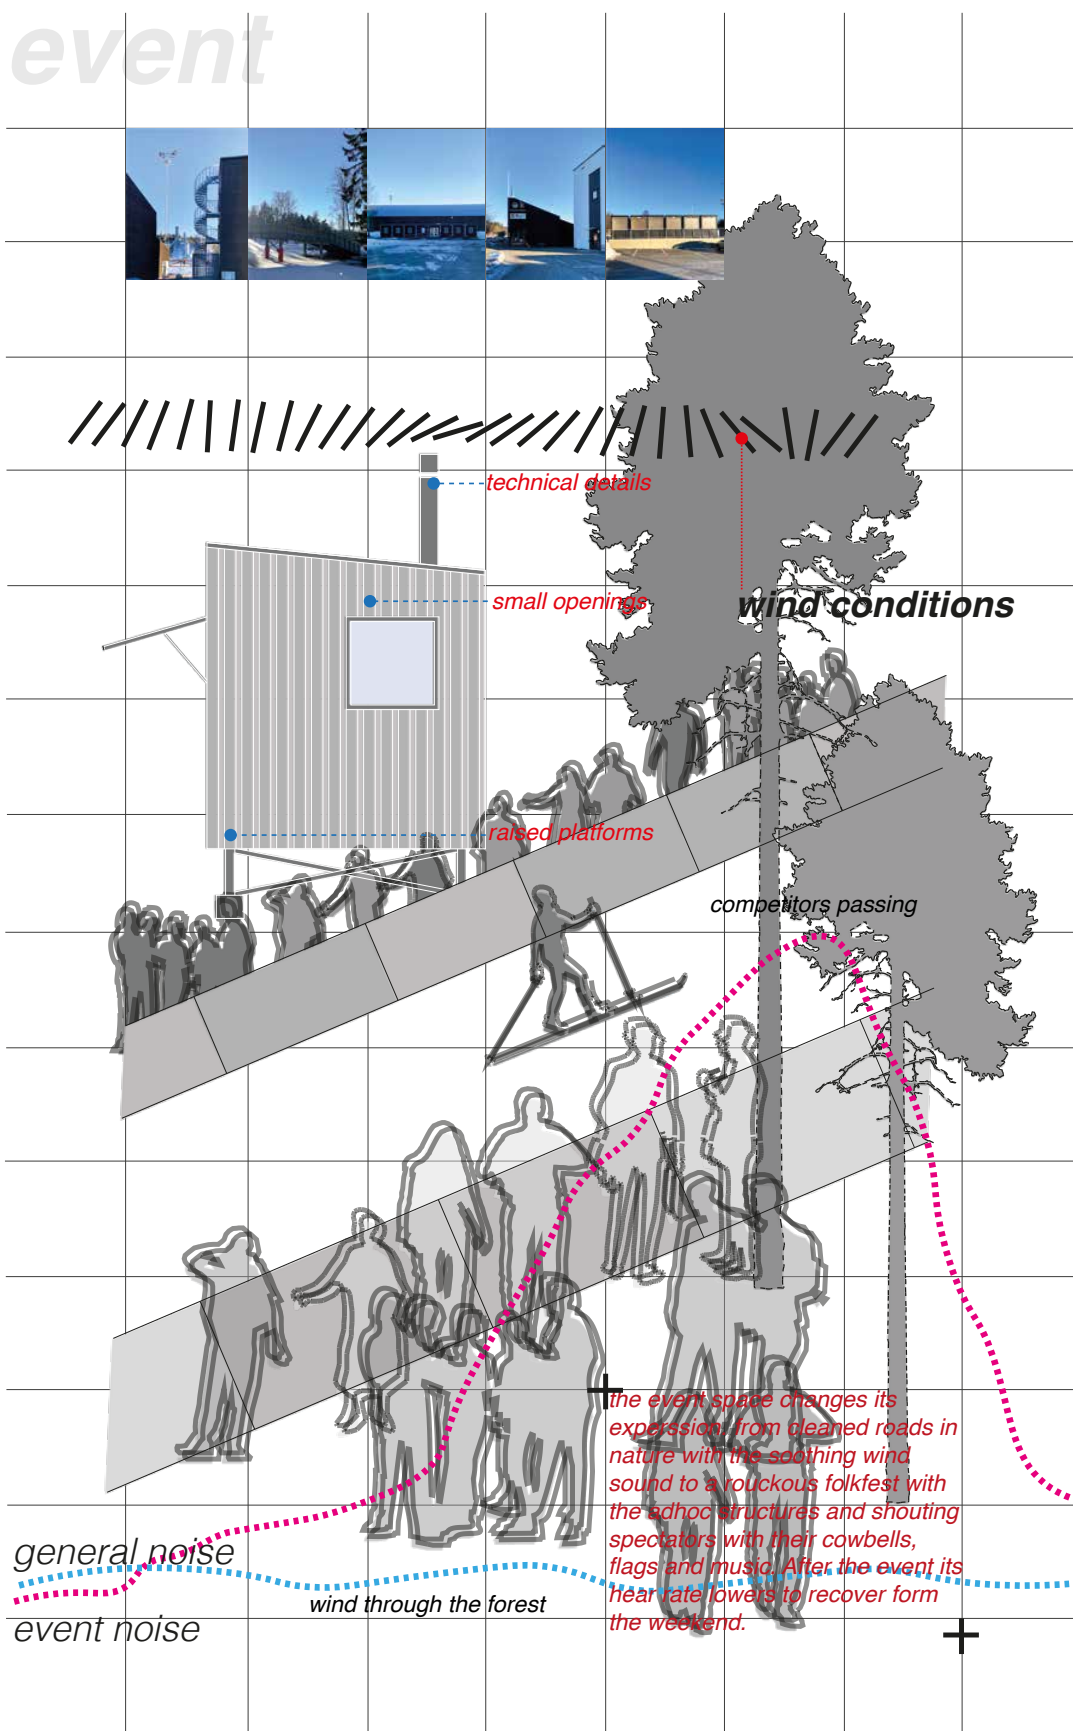 event
technical details
small openings
wind conditions
raised platforms
competitors passing
the event space changes its
experssion, from cleaned roads in
nature with the soothing wind
sound to a rouckous folkfest with
the adhoc structures and shouting
spectators with their cowbells,
flags and music. After the event its
hear rate lowers to recover form
the weekend.
general noise
wind through the forest
event noise